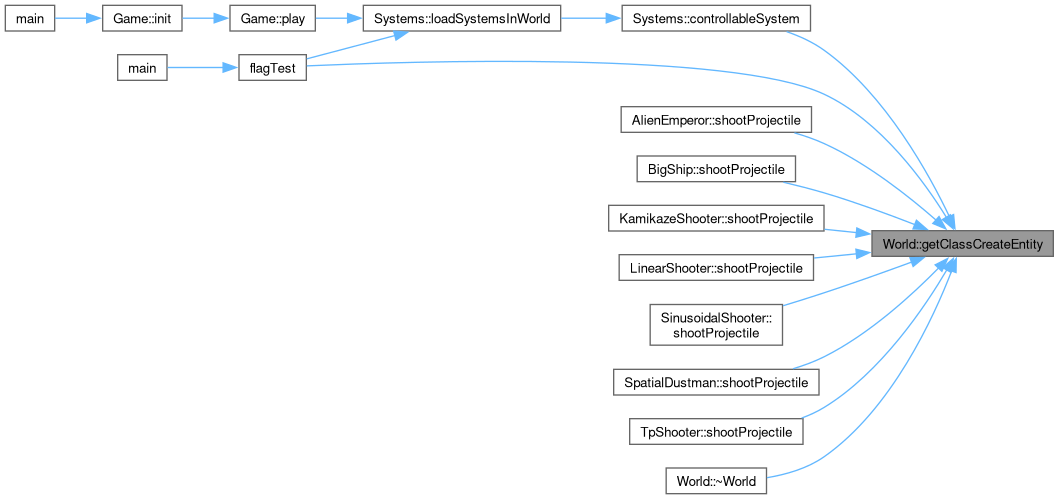 main
Game::init
Game::play
Systems::loadSystemsInWorld
Systems::controllableSystem
main
flagTest
AlienEmperor::shootProjectile
BigShip::shootProjectile
KamikazeShooter::shootProjectile
World::getClassCreateEntity
LinearShooter::shootProjectile
SinusoidalShooter::
shootProjectile
SpatialDustman::shootProjectile
TpShooter::shootProjectile
World::~World